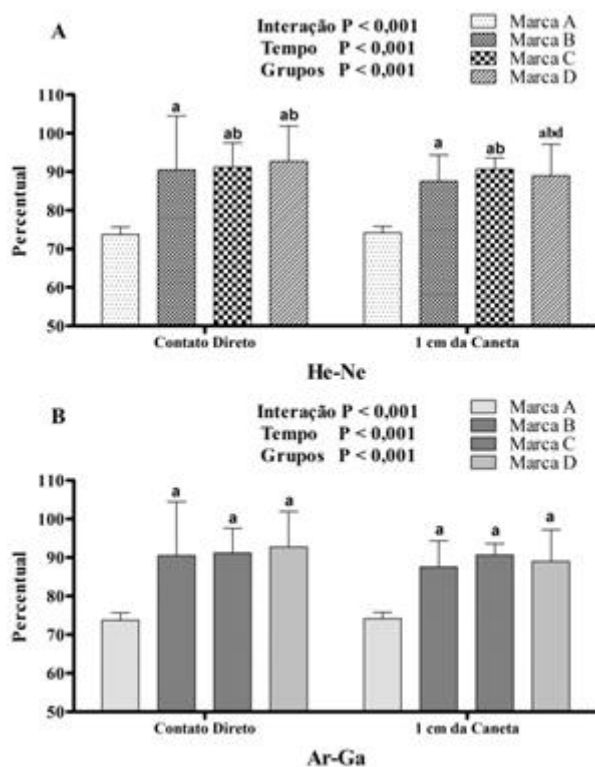 A
Interação P < 0,001
Tempo P < 0,001
Grupos P < 0,001
Marca A
Marca B
Marca C
Marca D
Percentual
110
100
90
80
70
60
50
a
ab
ab
a
ab
abd
Contato Direto
1 cm da Caneta
He-Ne
B
Interação P < 0,001
Tempo P < 0,001
Grupos P < 0,001
Marca A
Marca B
Marca C
Marca D
Percentual
110
100
90
80
70
60
50
a
a
a
a
a
a
Contato Direto
1 cm da Caneta
Ar-Ga